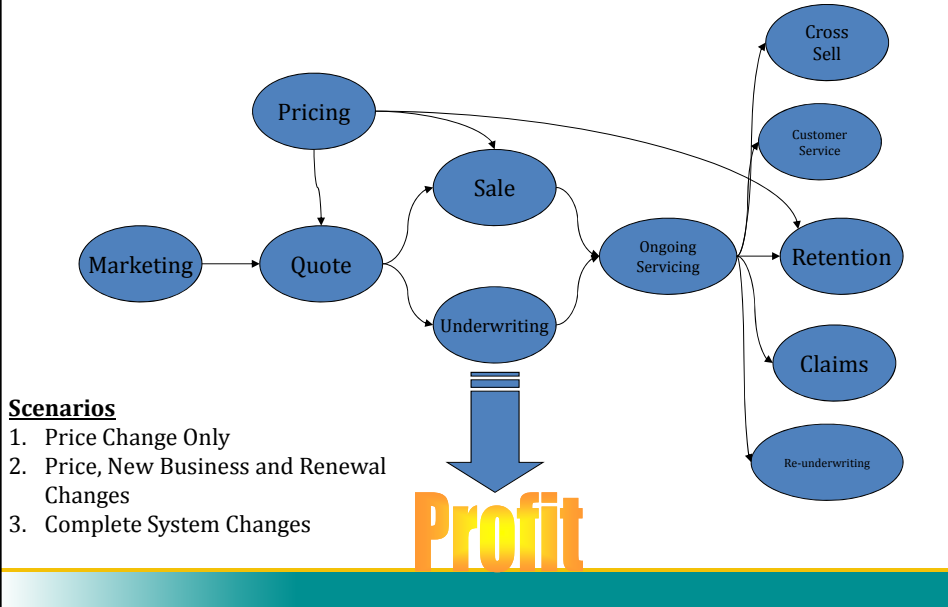 Cross
Sell
Pricing
Customer
Service
Sale
Marketing
Quote
Ongoing
Servicing
Retention
Underwriting
Claims
Re-underwriting
Scenarios
1. Price Change Only
2. Price, New Business and Renewal
Changes
3. Complete System Changes
Profit